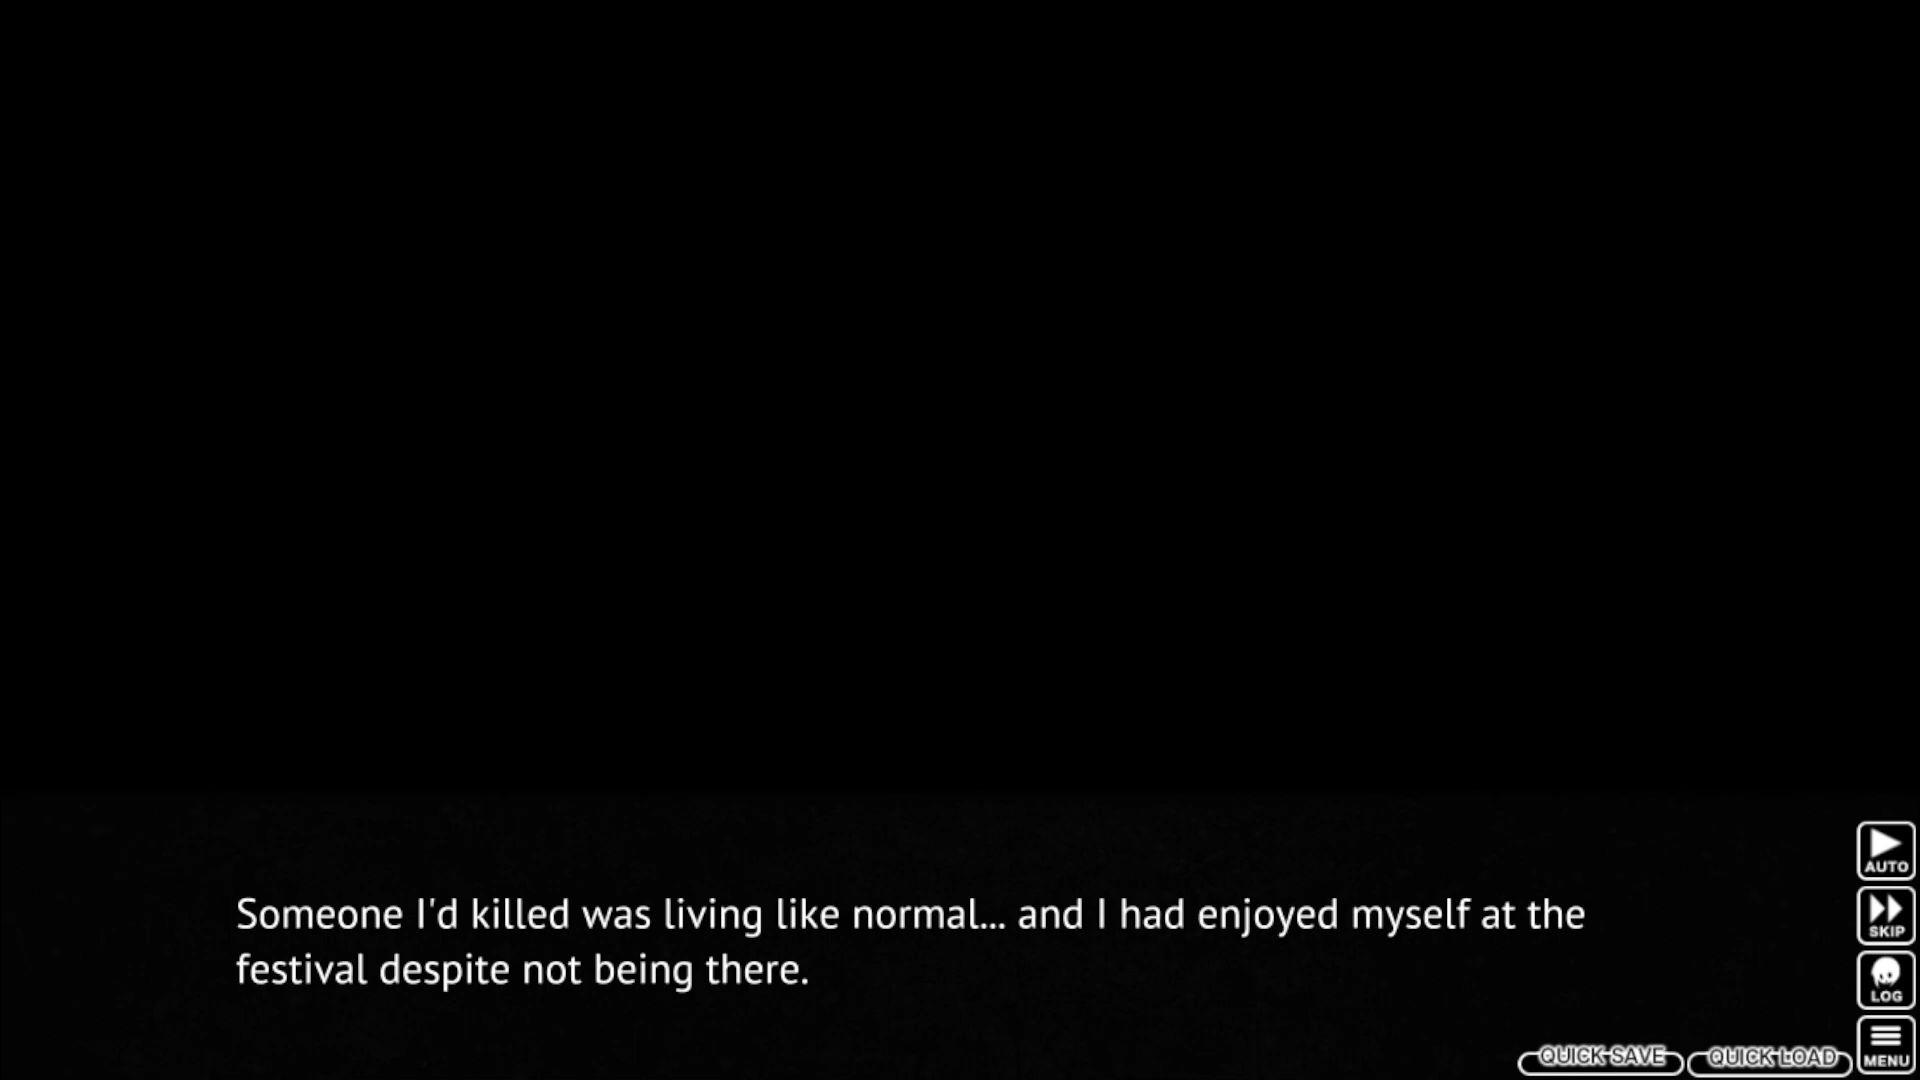 Someone I'd killed was living like normal... and I had enjoyed myself at the
festival despite not being there.
AUTO
SKIP
LOG
MENU
QUICK SAVE
QUICK LOAD